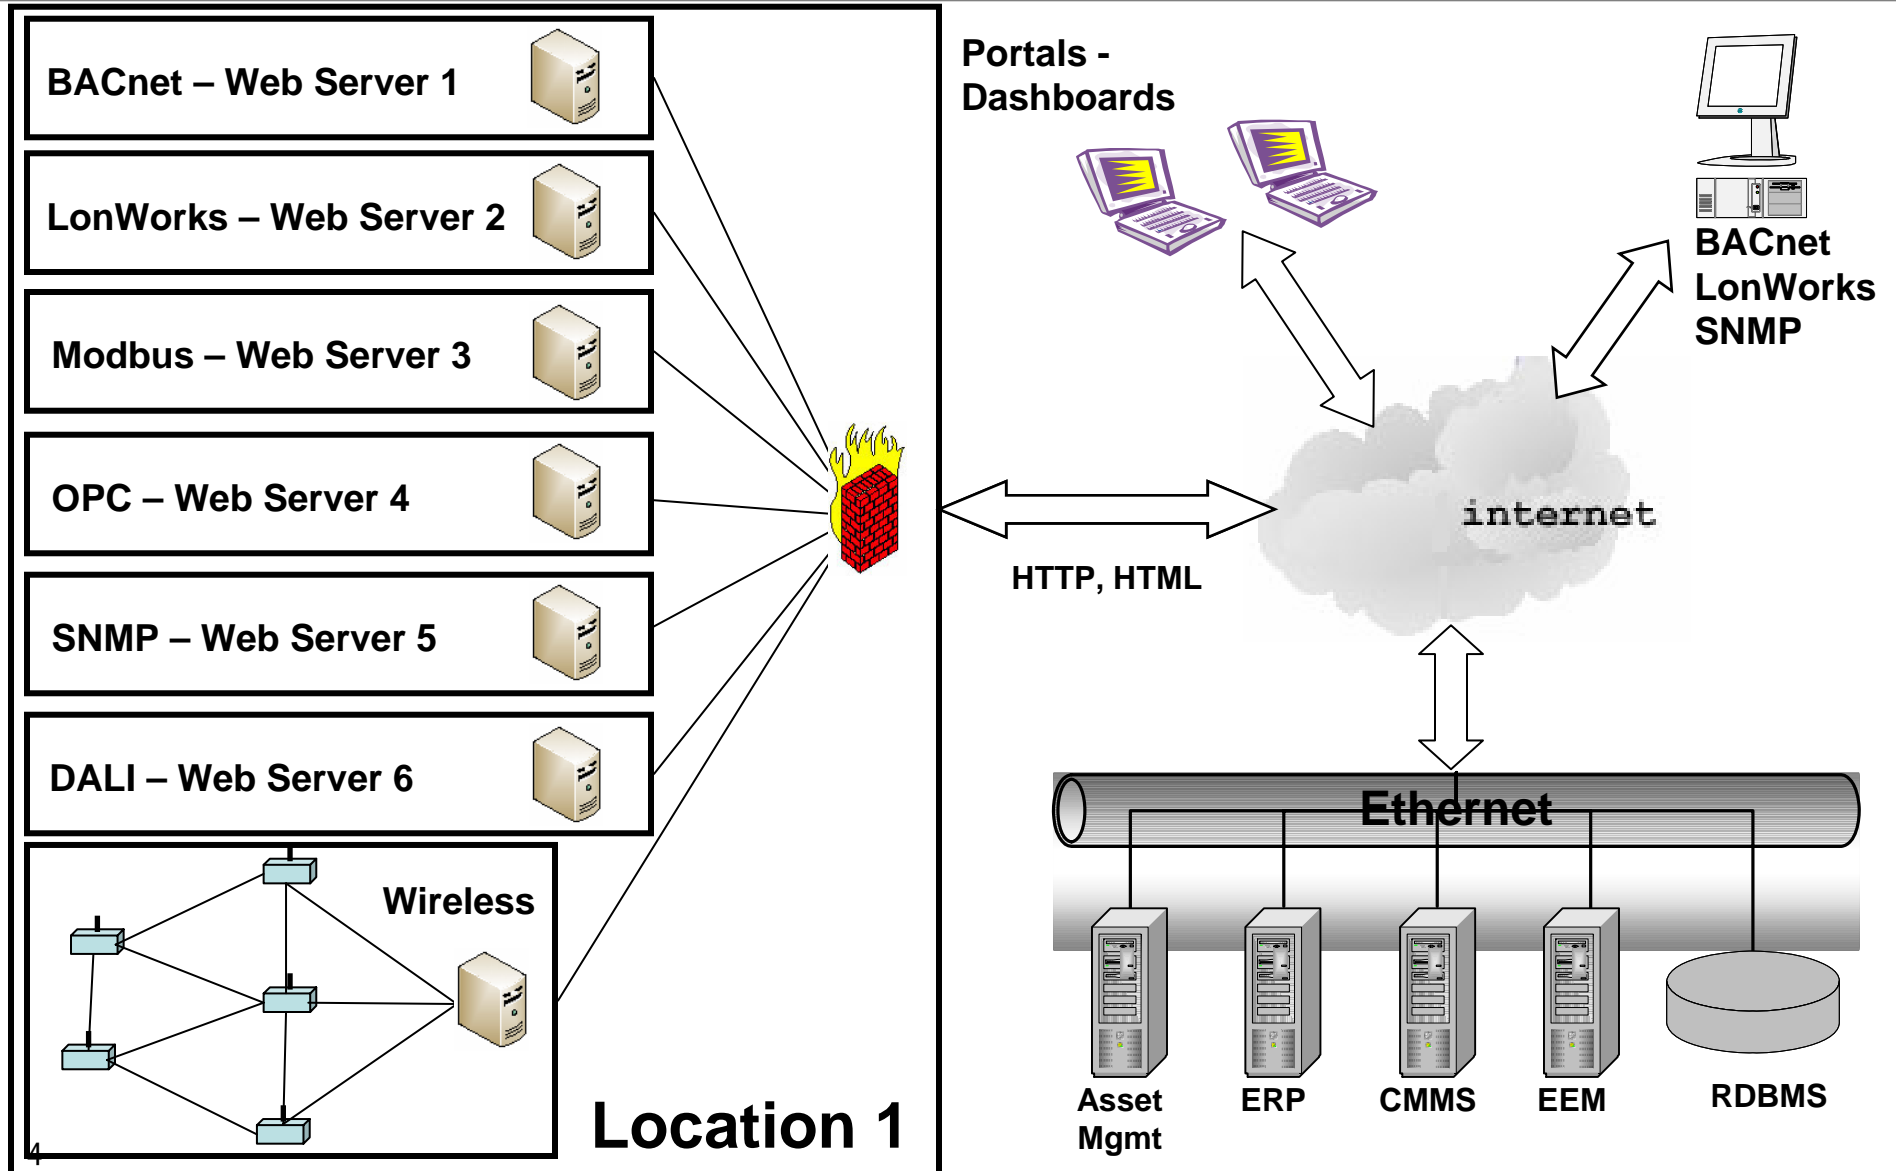 BACnet – Web Server 1
LonWorks – Web Server 2
Modbus – Web Server 3
OPC – Web Server 4
SNMP – Web Server 5
DALI – Web Server 6
Wireless
Location 1
4
Portals -
Dashboards
BACnet
LonWorks
SNMP
internet
HTTP, HTML
Ethernet
Asset
Mgmt
ERP
CMMS
EEM
RDBMS